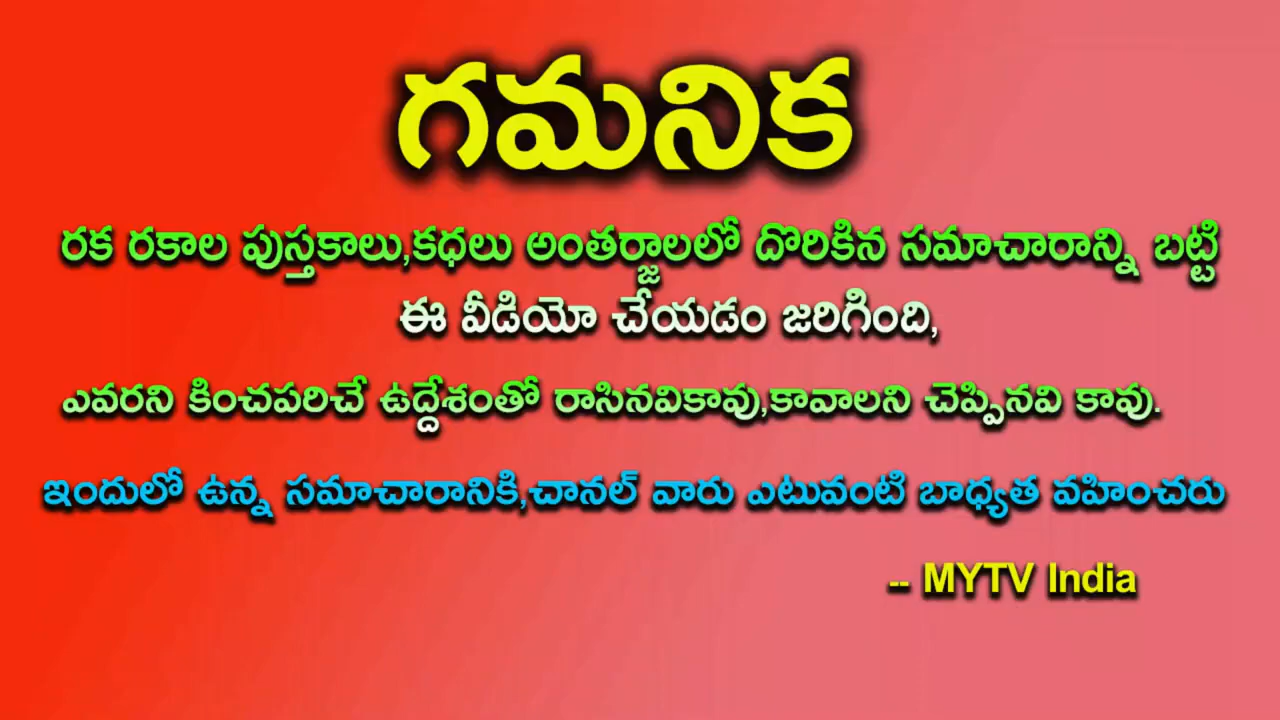 గమనిక
రక రకాల పుస్తకాలు,కధలు అంతర్జాలలో దొరికిన సమాచారాన్ని బట్టి
ఈ వీడియో చేయడం జరిగింది,
ఎవరని కించపరిచే ఉద్దేశంతో రాసినవికావు,కావాలని చెప్పినవి కావు.
ఇందులో ఉన్న సమాచారానికి,చానల్ వారు ఎటువంటి బాధ్యత వహించరు
-- MYTV India